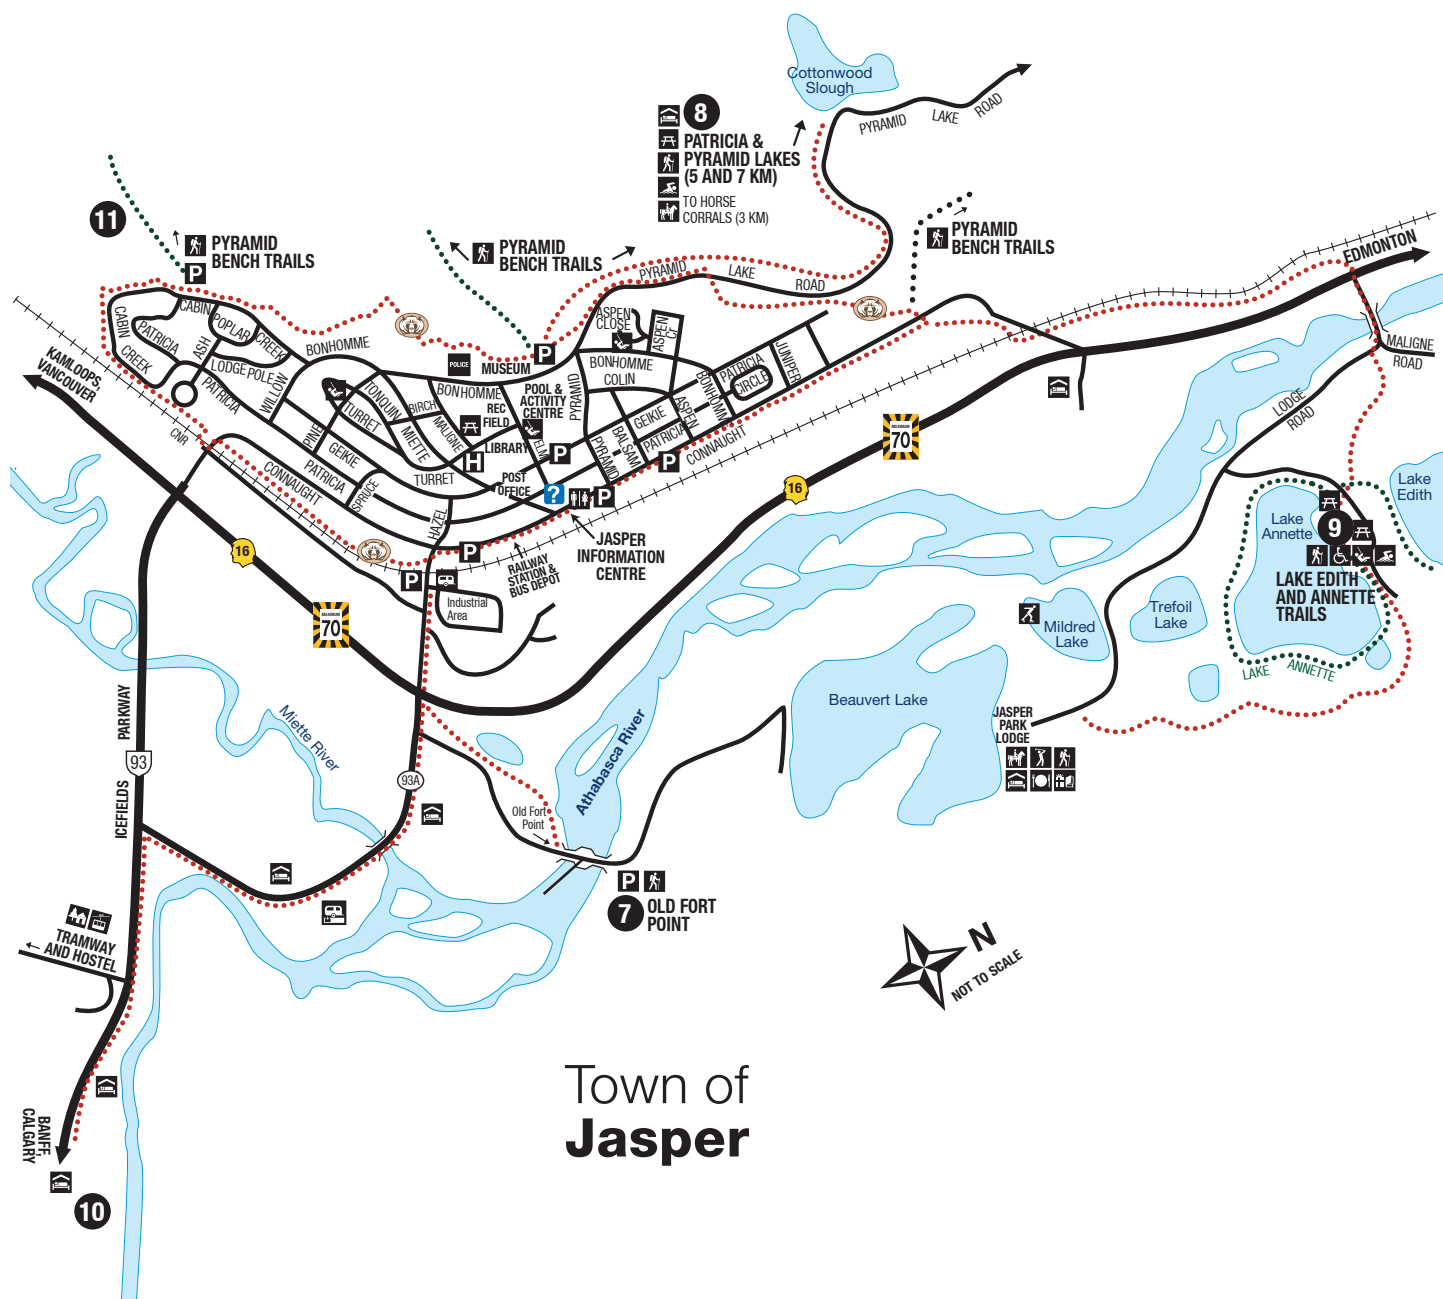 Cottonwood
Slough
PYRAMID LAKE ROAD
8
PATRICIA &
PYRAMID LAKES
(5 AND 7 KM)
TO HORSE
CORRALS (3 KM)
11
P
PYRAMID
BENCH TRAILS
PYRAMID
BENCH TRAILS
PYRAMID
BENCH TRAILS
PYRAMID LAKE ROAD
EDMONTON
MALIGNE
ROAD
LODGE
ROAD
KAMLOOPS,
VANCOUVER
CNR
CABIN
CREEK
PATRICIA
CABIN
POPLAR
CREEK
ASH
LODGEPOLE
PATRICIA
WILLOW
BONHOMME
PINE
TURRET
TONQUIN
MIETTE
BIRCH
MALIGNE
GEIKIE
PATRICIA
CONNAUGHT
SPRUCE
TURRET
HAZEL
POLICE
MUSEUM
P
BONHOMME
REC
FIELD
POOL &
ACTIVITY
CENTRE
LIBRARY
ELM
H
POST
OFFICE
?
P
P
P
PYRAMID
PYRAMID
ASPEN
CLOSE
ASPEN
CT
BONHOMME
COLIN
GEIKIE
PATRICIA
BALSAM
ASPEN
BONHOMME
PATRICIA
CIRCLE
JUNIPER
CONNAUGHT
JASPER
INFORMATION
CENTRE
RAILWAY
STATION &
BUS DEPOT
P
P
Industrial
Area
16
16
MAXIMUM
70
MAXIMUM
70
Lake
Edith
Lake
Annette
9
LAKE EDITH
AND ANNETTE
TRAILS
LAKE ANNETTE
Trefoil
Lake
Mildred
Lake
Beauvert Lake
JASPER
PARK
LODGE
Athabasca River
Miette River
PARKWAY
93
ICEFIELDS
93A
Old Fort
Point
P
7
OLD FORT
POINT
TRAMWAY
AND HOSTEL
BANFF,
CALGARY
10
N
NOT TO SCALE
Town of
Jasper